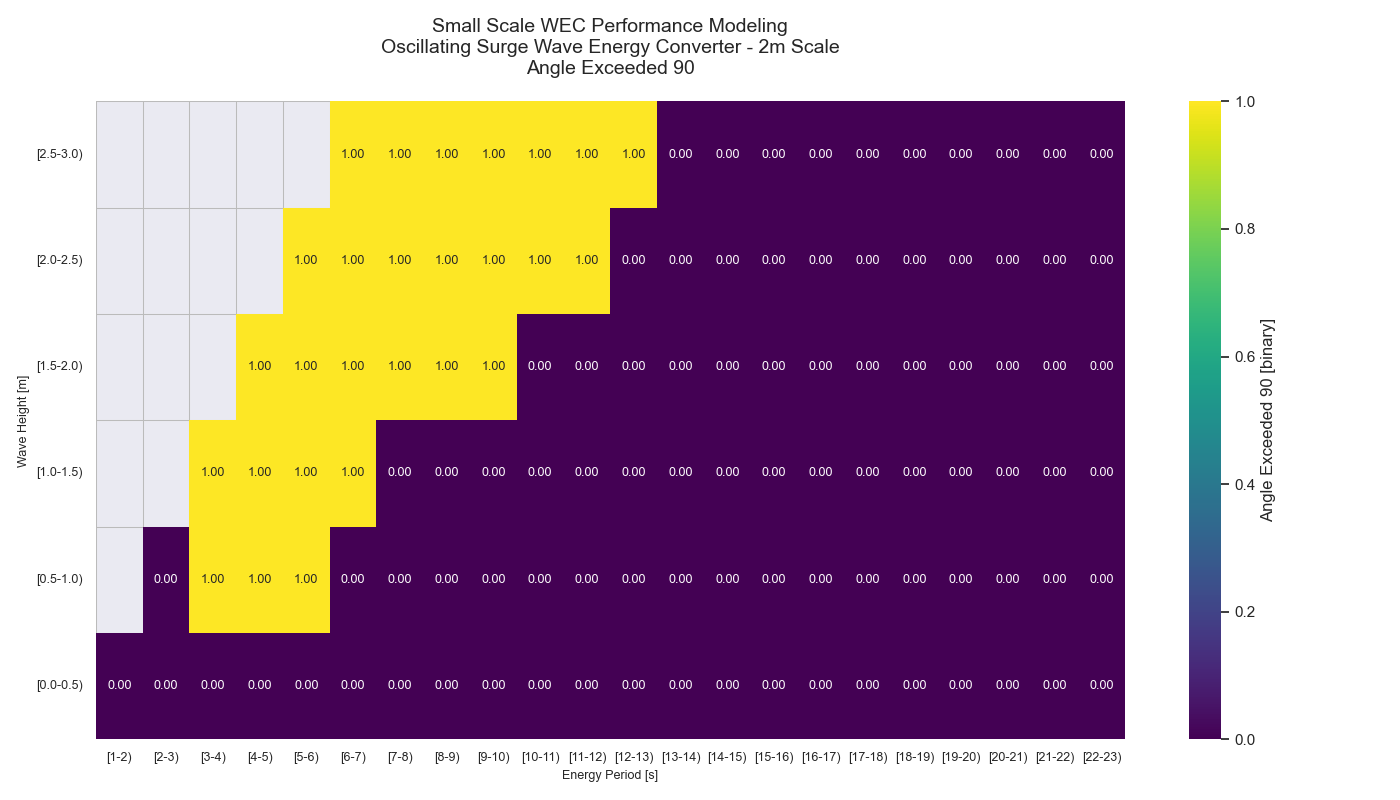 Small Scale WEC Performance Modeling
Oscillating Surge Wave Energy Converter - 2m Scale
Angle Exceeded 90
[2.5-3.0) 1.00 1.00 1.00 1.00 1.00 1.00 1.00 0.00 0.00 0.00 0.00 0.00 0.00 0.00 0.00 0.00 0.00
[2.0-2.5) 1.00 1.00 1.00 1.00 1.00 1.00 1.00 0.00 0.00 0.00 0.00 0.00 0.00 0.00 0.00 0.00 0.00 0.00
[1.5-2.0) 1.00 1.00 1.00 1.00 1.00 1.00 0.00 0.00 0.00 0.00 0.00 0.00 0.00 0.00 0.00 0.00 0.00 0.00 0.00
[1.0-1.5) 1.00 1.00 1.00 1.00 0.00 0.00 0.00 0.00 0.00 0.00 0.00 0.00 0.00 0.00 0.00 0.00 0.00 0.00 0.00 0.00
[0.5-1.0) 0.00 1.00 1.00 1.00 0.00 0.00 0.00 0.00 0.00 0.00 0.00 0.00 0.00 0.00 0.00 0.00 0.00 0.00 0.00 0.00 0.00
[0.0-0.5) 0.00 0.00 0.00 0.00 0.00 0.00 0.00 0.00 0.00 0.00 0.00 0.00 0.00 0.00 0.00 0.00 0.00 0.00 0.00 0.00 0.00 0.00
Wave Height [m]
[1-2) [2-3) [3-4) [4-5) [5-6) [6-7) [7-8) [8-9) [9-10) [10-11) [11-12) [12-13) [13-14) [14-15) [15-16) [16-17) [17-18) [18-19) [19-20) [20-21) [21-22) [22-23)
Energy Period [s]
1.0
0.8
0.6
0.4
0.2
0.0
Angle Exceeded 90 [binary]